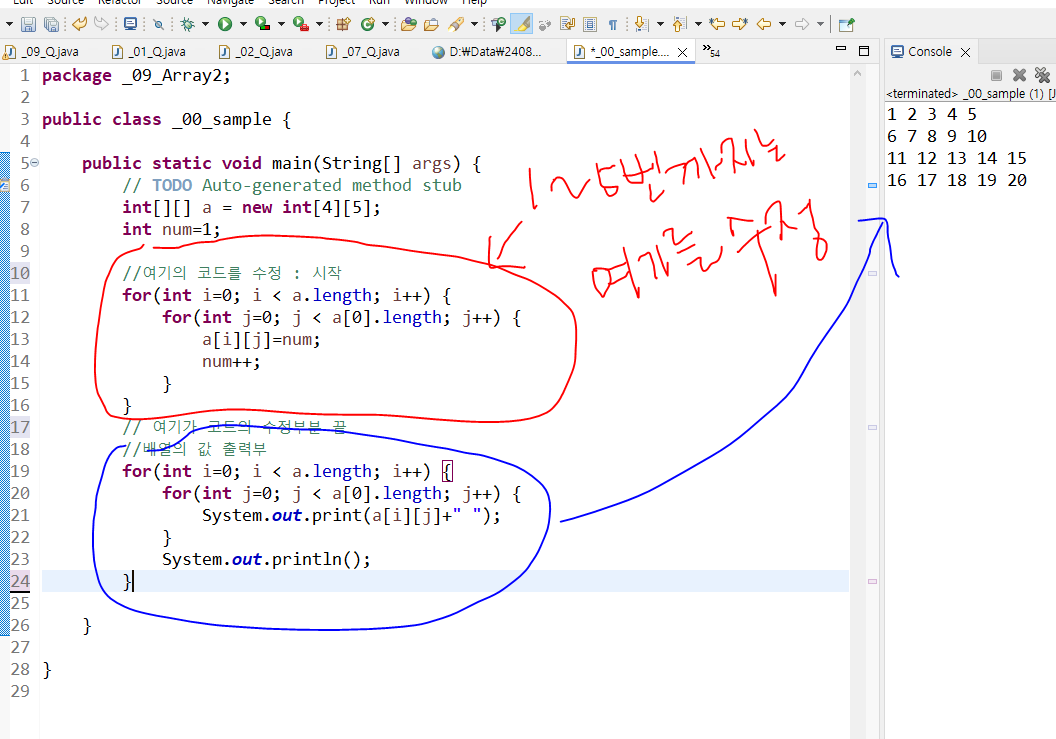 Edit Source Refactor Source Navigate Search Project Run Window Help
_09_Q.java _01_Q.java _02_Q.java _07_Q.java D:₩Data₩2408... *_00_sample.... »54
Console
<terminated> _00_sample (1) [J
1 package _09_Array2;
2
3 public class _00_sample {
4
5 public static void main(String[] args) {
6 // TODO Auto-generated method stub
7 int[][] a = new int[4][5];
8 int num=1;
9
10 //여기의 코드를 수정 : 시작
11 for(int i=0; i < a.length; i++) {
12 for(int j=0; j < a[0].length; j++) {
13 a[i][j]=num;
14 num++;
15 }
16 }
17 // 여기가 코드의 수정부분 끝
18 //배열의 값 출력부
19 for(int i=0; i < a.length; i++) {
20 for(int j=0; j < a[0].length; j++) {
21 System.out.print(a[i][j]+" ");
22 }
23 System.out.println();
24 }
25
26 }
27
28 }
29
1~5번까지는
여기를 수정
1 2 3 4 5
6 7 8 9 10
11 12 13 14 15
16 17 18 19 20